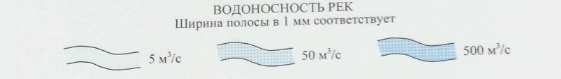 ВОДОНОСНОСТЬ РЕК
Ширина полосы в 1 мм соответствует
5 м³/с 50 м³/с 500 м³/с